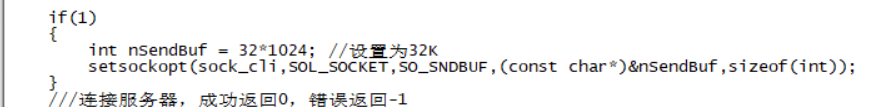 if(1)
{
int nSendBuf = 32*1024; //设置为32K
setsockopt(sock_cli,SOL_SOCKET,SO_SNDBUF,(const char*)&nSendBuf,sizeof(int));
}
///连接服务器，成功返回0，错误返回-1